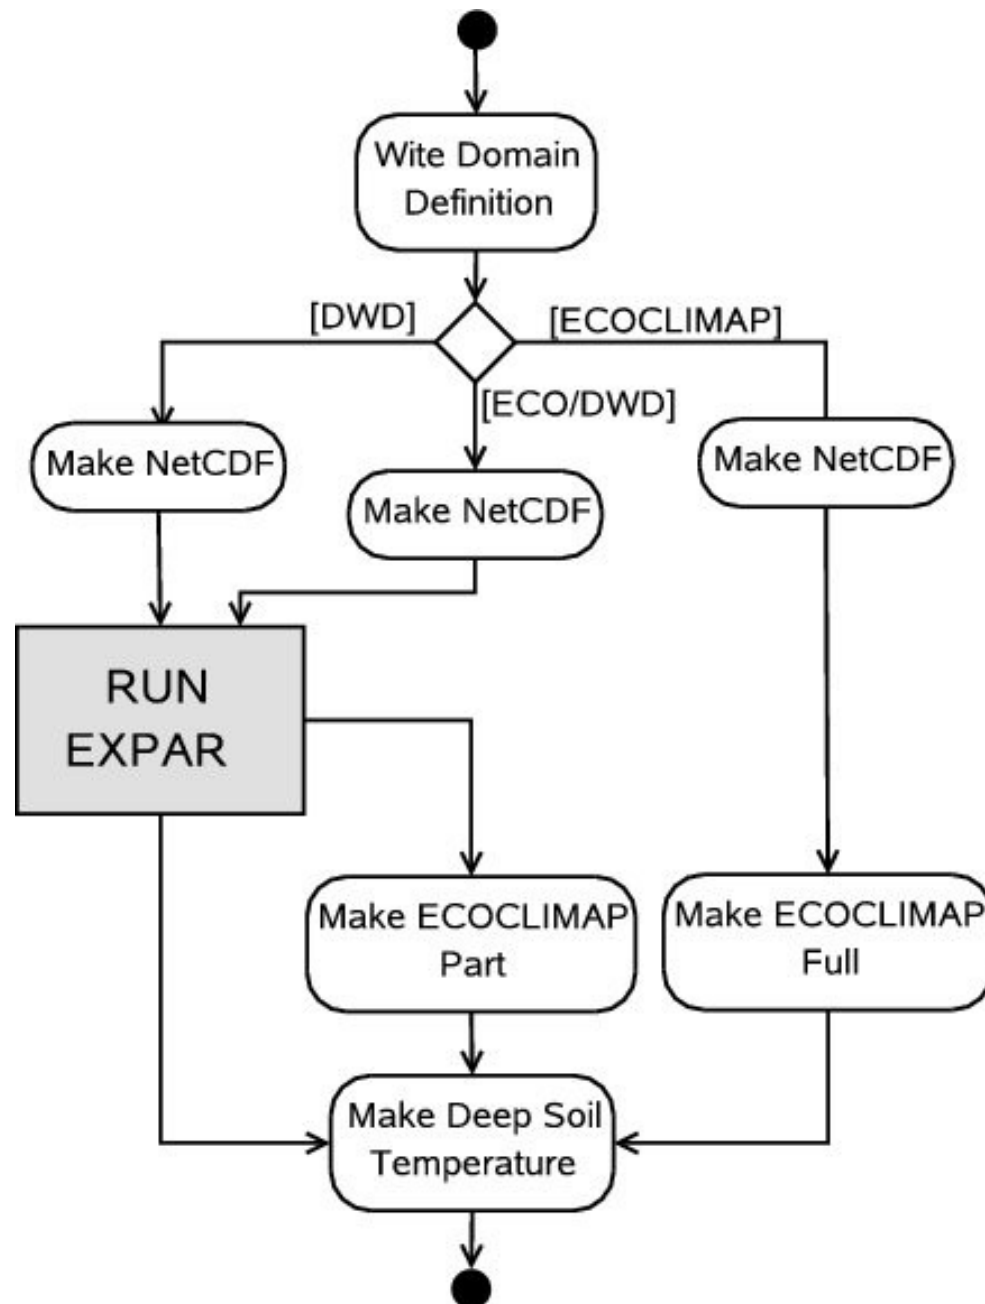 Wite Domain
Definition
[DWD]
[ECOCLIMAP]
[ECO/DWD]
Make NetCDF
Make NetCDF
Make NetCDF
RUN
EXPAR
Make ECOCLIMAP
Part
Make ECOCLIMAP
Full
Make Deep Soil
Temperature